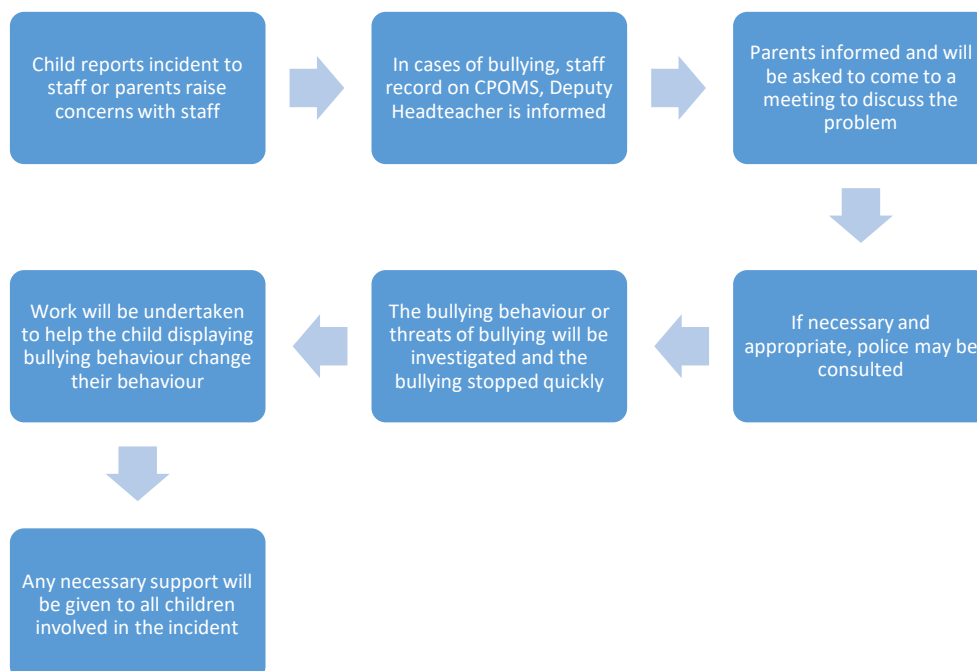 Child reports incident to
staff or parents raise
concerns with staff
In cases of bullying, staff
record on CPOMS, Deputy
Headteacher is informed
Parents informed and will
be asked to come to a
meeting to discuss the
problem
If necessary and
appropriate, police may be
consulted
The bullying behaviour or
threats of bullying will be
investigated and the
bullying stopped quickly
Work will be undertaken
to help the child displaying
bullying behaviour change
their behaviour
Any necessary support will
be given to all children
involved in the incident